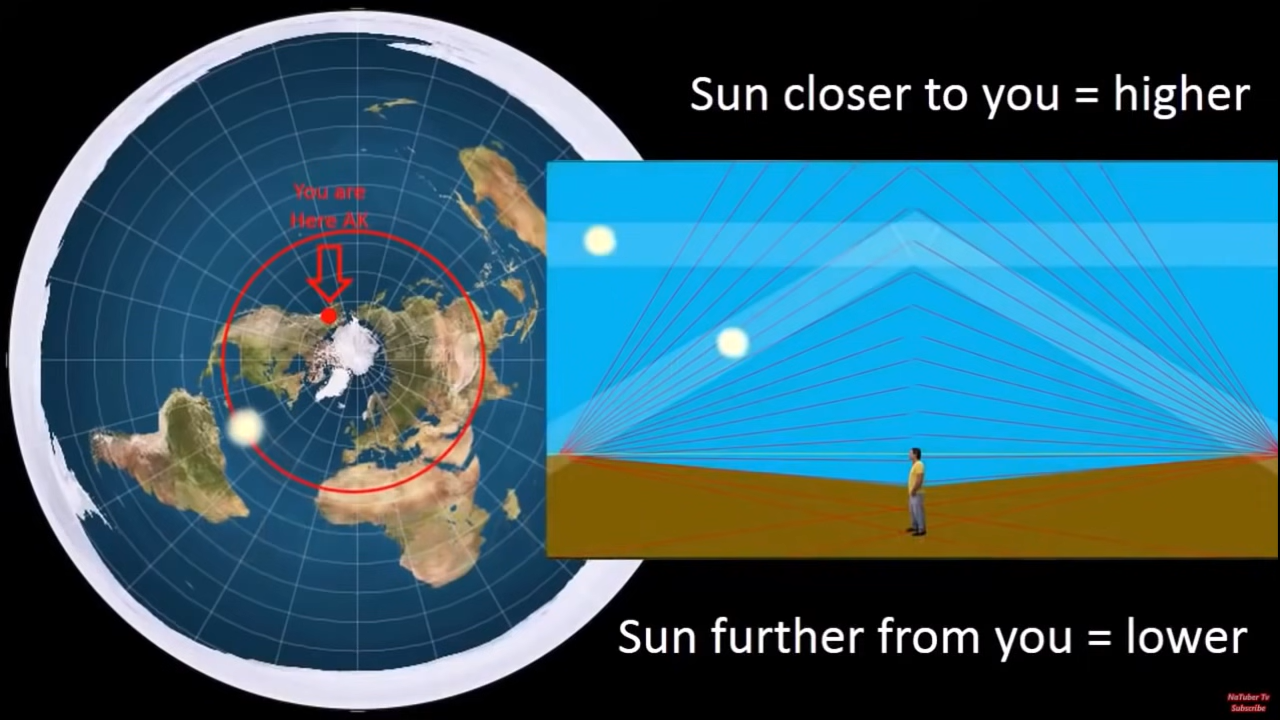 Sun closer to you = higher
You are
Here AK
Sun further from you = lower
NaTuber Tv
Subscribe